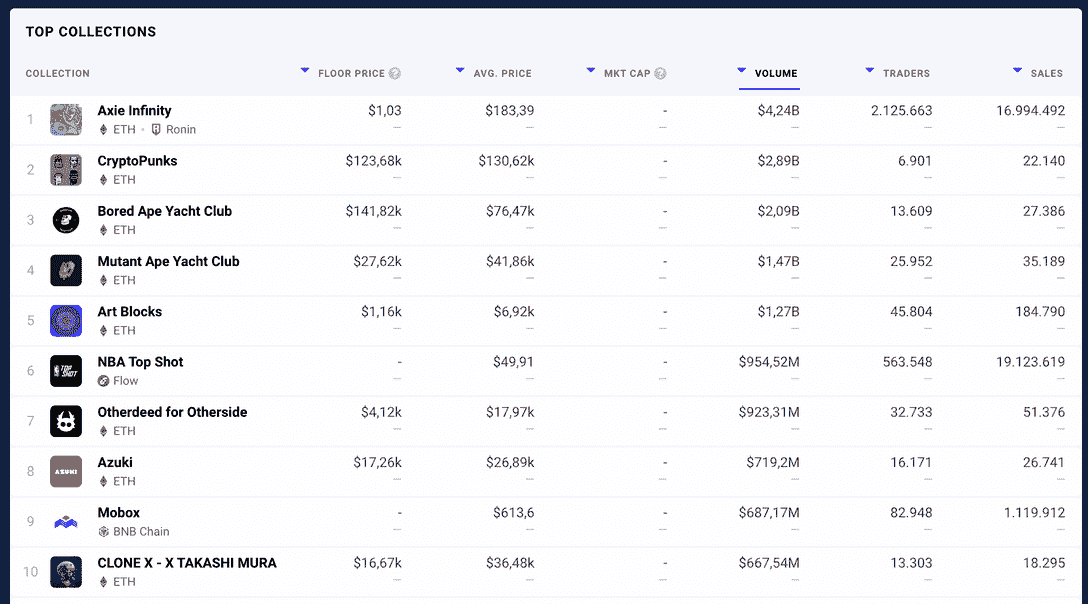 TOP COLLECTIONS
COLLECTION FLOOR PRICE ? AVG. PRICE MKT CAP ? VOLUME TRADERS SALES
1 Axie Infinity $1,03 $183,39 - $4,24B 2.125.663 16.994.492
ETH • Ronin — — — — — —
2 CryptoPunks $123,68k $130,62k - $2,89B 6.901 22.140
ETH — — — — — —
3 Bored Ape Yacht Club $141,82k $76,47k - $2,09B 13.609 27.386
ETH — — — — — —
4 Mutant Ape Yacht Club $27,62k $41,86k - $1,47B 25.952 35.189
ETH — — — — — —
5 Art Blocks $1,16k $6,92k - $1,27B 45.804 184.790
ETH — — — — — —
6 TOP SHOT NBA Top Shot - $49,91 - $954,52M 563.548 19.123.619
Flow — — — — — —
7 Otherdeed for Otherside $4,12k $17,97k - $923,31M 32.733 51.376
ETH — — — — — —
8 AZUKI Azuki $17,26k $26,89k - $719,2M 16.171 26.741
ETH — — — — — —
9 Mobox - $613,6 - $687,17M 82.948 1.119.912
BNB Chain — — — — — —
10 CLONE X - X TAKASHI MURA $16,67k $36,48k - $667,54M 13.303 18.295
ETH — — — — — —